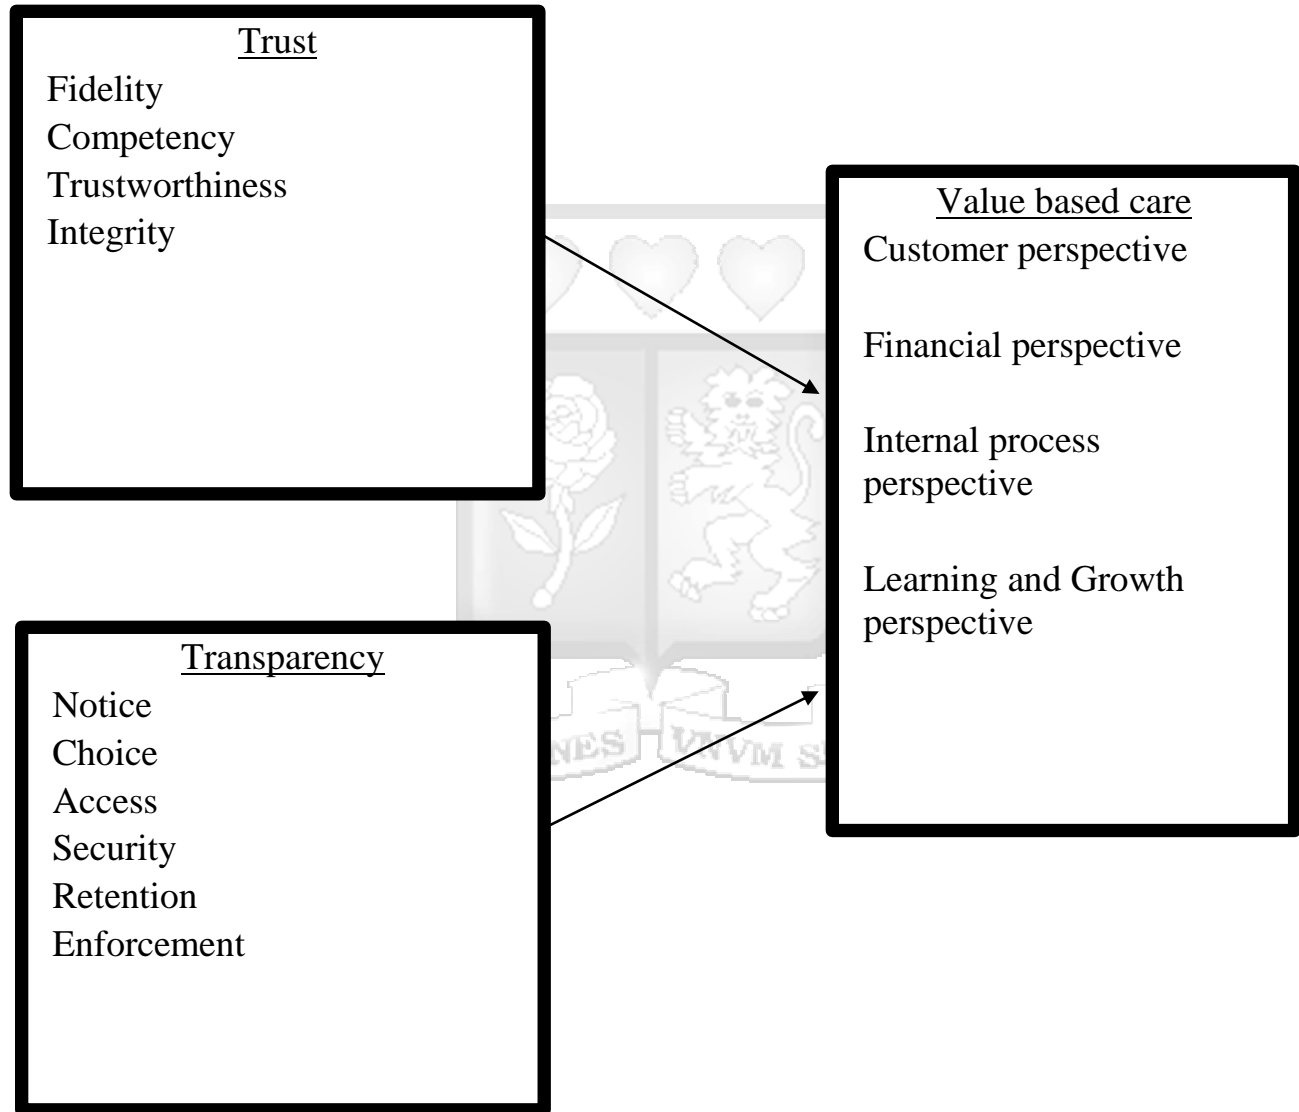 Trust
Fidelity
Competency
Trustworthiness
Integrity
Value based care
Customer perspective
Financial perspective
Internal process
perspective
Learning and Growth
perspective
Transparency
Notice
Choice
Access
Security
Retention
Enforcement
VNVM